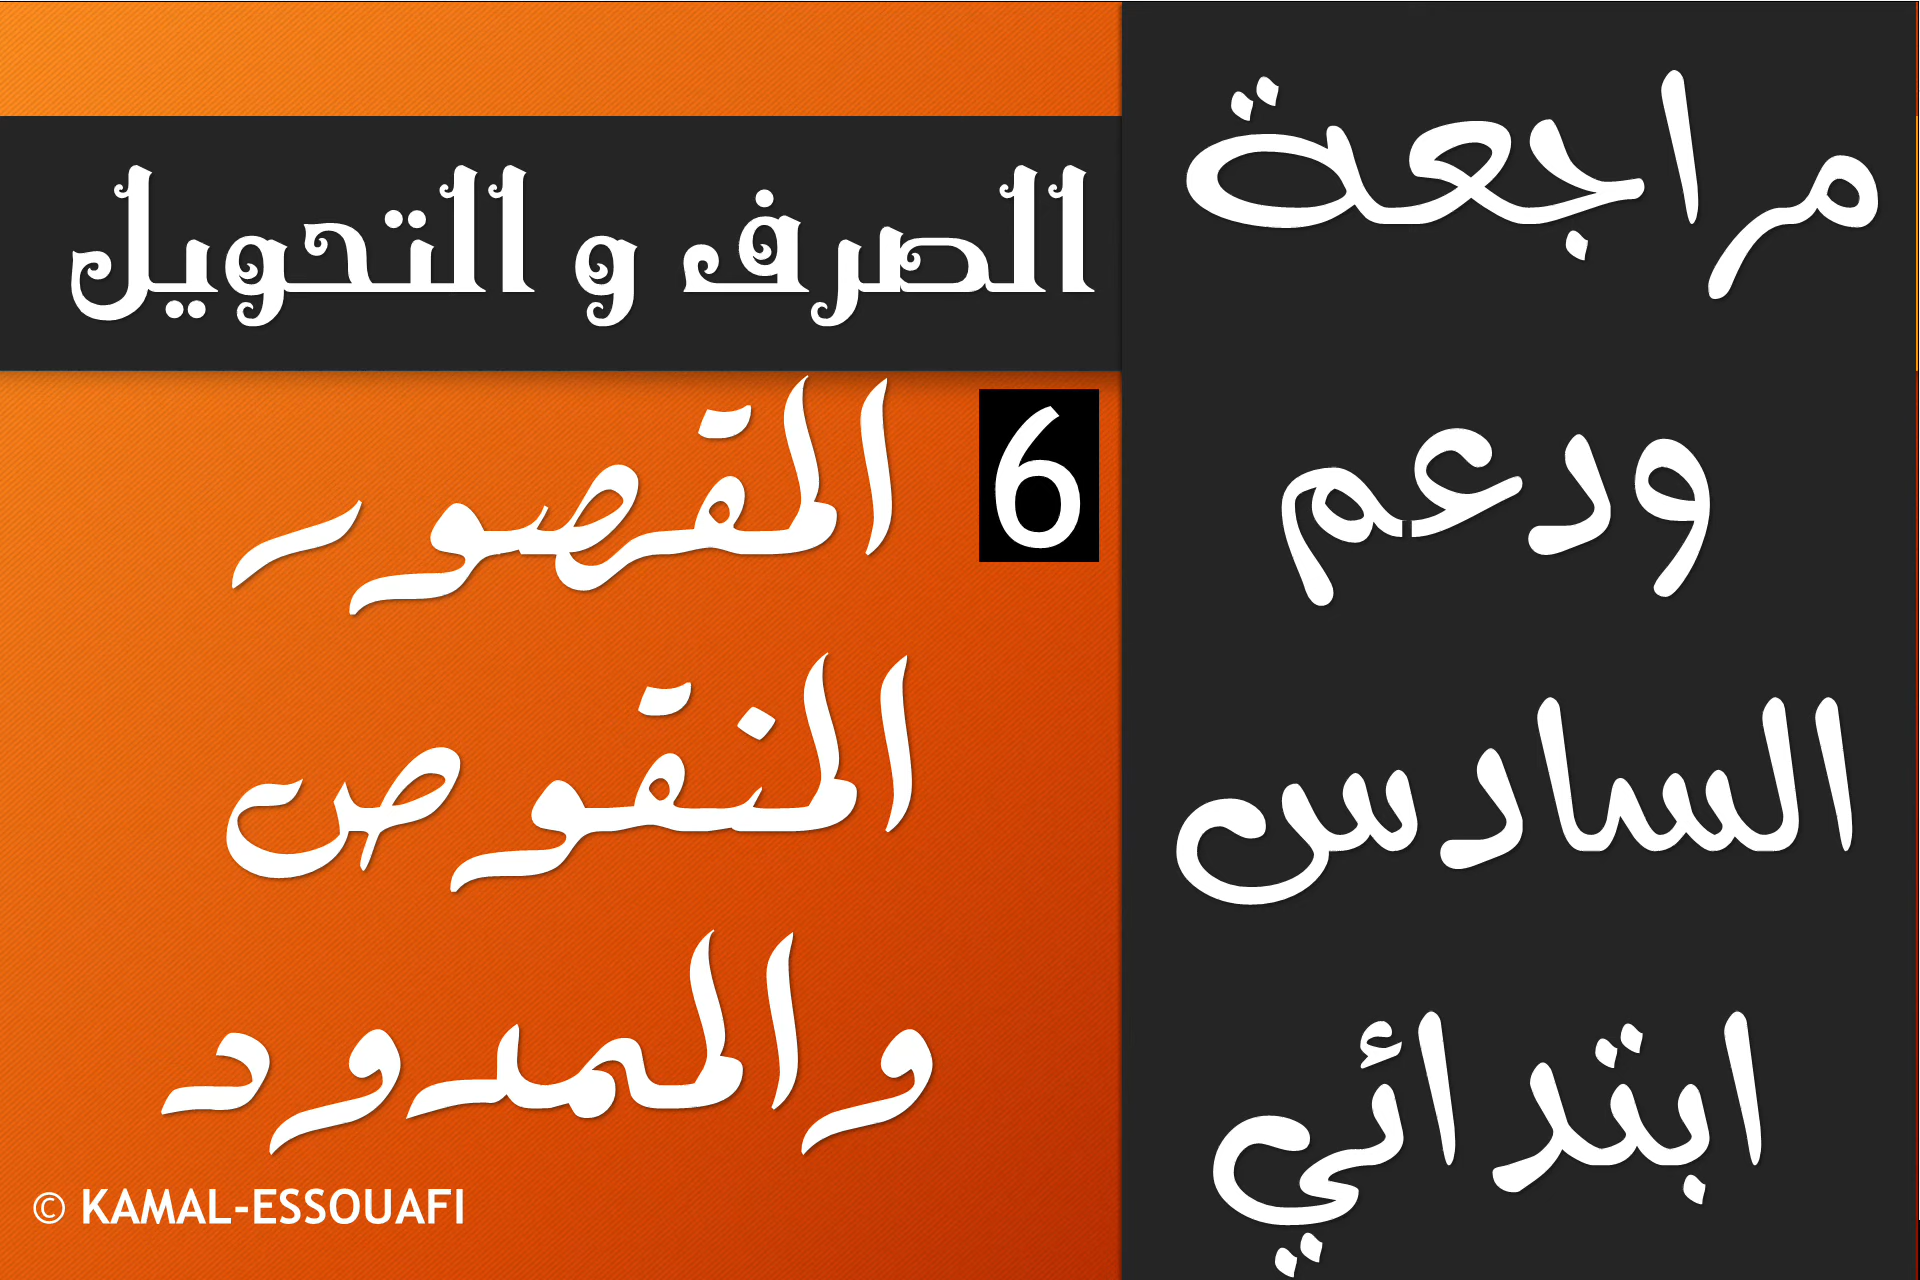 مراجعة
ودعم
السادس
ابتدائي
الصرف و التحويل
6
المقصور
المنقوص
والممدود
© KAMAL-ESSOUAFI